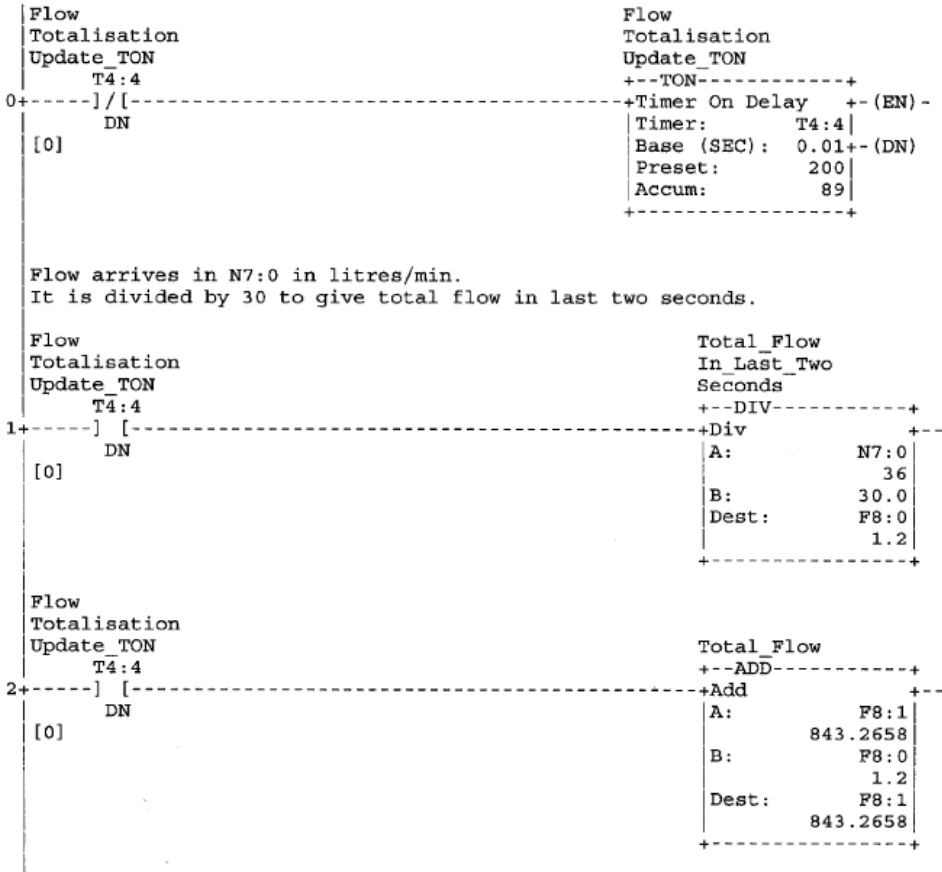 Flow Flow
Totalisation Totalisation
Update_TON Update_TON
T4:4 +--TON-------------+
0+-----]/[--------------------------------------------+Timer On Delay +-(EN)-
DN |Timer: T4:4|
[0] |Base (SEC): 0.01+-(DN)
|Preset: 200|
|Accum: 89|
+------------------+
Flow arrives in N7:0 in litres/min.
It is divided by 30 to give total flow in last two seconds.
Flow Total_Flow
Totalisation In_Last_Two
Update_TON Seconds
T4:4 +--DIV-----------+
1+-----] [--------------------------------------------------+Div +--
DN |A: N7:0|
[0] 36|
|B: 30.0|
|Dest: F8:0|
1.2|
+----------------+
Flow
Totalisation
Update_TON Total_Flow
T4:4 +--ADD-----------+
2+-----] [--------------------------------------------------+Add +--
DN |A: F8:1|
[0] 843.2658|
|B: F8:0|
1.2|
|Dest: F8:1|
843.2658|
+----------------+